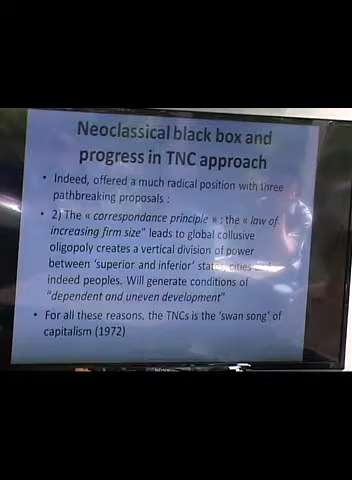 Neoclassical black box and
progress in TNC approach
• Indeed, offered a much radical position with three
pathbreaking proposals :
• 2) The « correspondance principle » : the « law of
increasing firm size" leads to global collusive
oligopoly creates a vertical division of power
between 'superior and inferior' states, cities and
indeed peoples. Will generate conditions of
"dependent and uneven development"
• For all these reasons, the TNCs is the 'swan song' of
capitalism (1972)
SONY